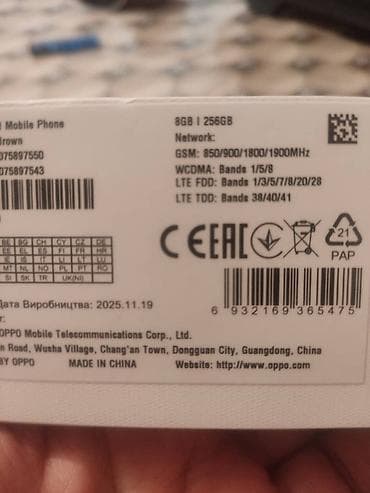 Mobile Phone
Brown
075897550
075897543
8GB | 256GB
Network:
GSM: 850/900/1800/1900MHz
WCDMA: Bands 1/5/8
LTE FDD: Bands 1/3/5/7/8/20/28
LTE TDD: Bands 38/40/41
CE EAC
21
PAP
BE BG CH CY CZ DE
EE EL ES FI FR HR
IE IS IT LI LT LU
MT NL NO PL PT RO
SI SK TR UK(NI)
6 932169 365475
Дата Виробництва: 2025.11.19
r:
OPPO Mobile Telecommunications Corp., Ltd.
n Road, Wusha Village, Chang'an Town, Dongguan City, Guangdong, China
BY OPPO MADE IN CHINA Website: http://www.oppo.com